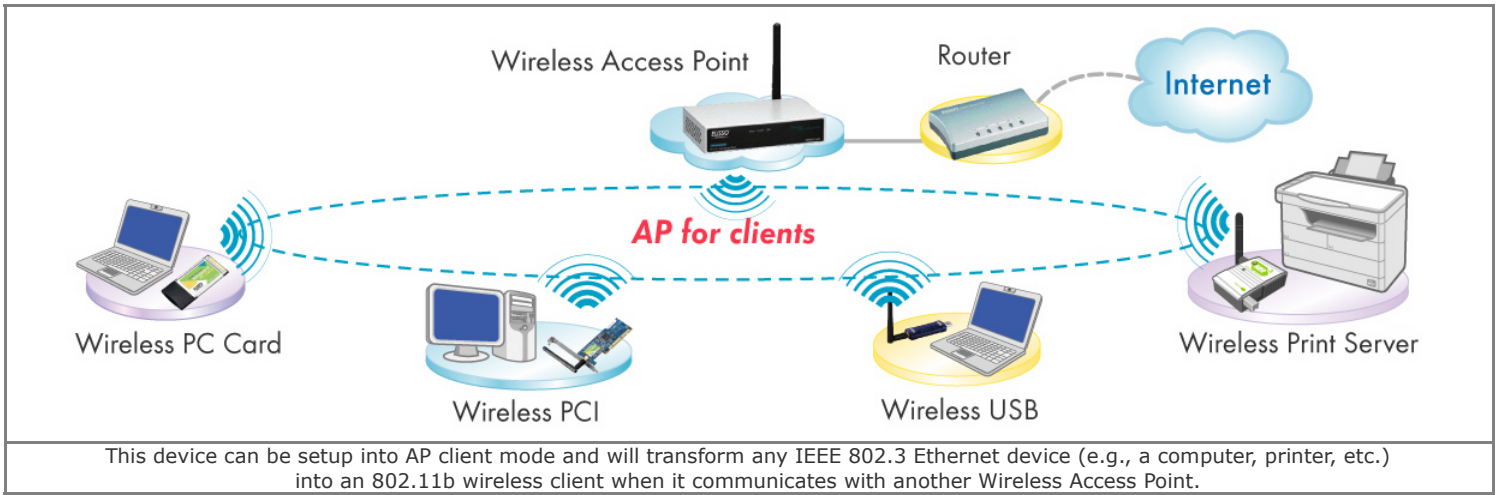 Wireless Access Point
Router
Internet
AP for clients
Wireless PC Card
Wireless PCI
Wireless USB
Wireless Print Server
This device can be setup into AP client mode and will transform any IEEE 802.3 Ethernet device (e.g., a computer, printer, etc.)
into an 802.11b wireless client when it communicates with another Wireless Access Point.